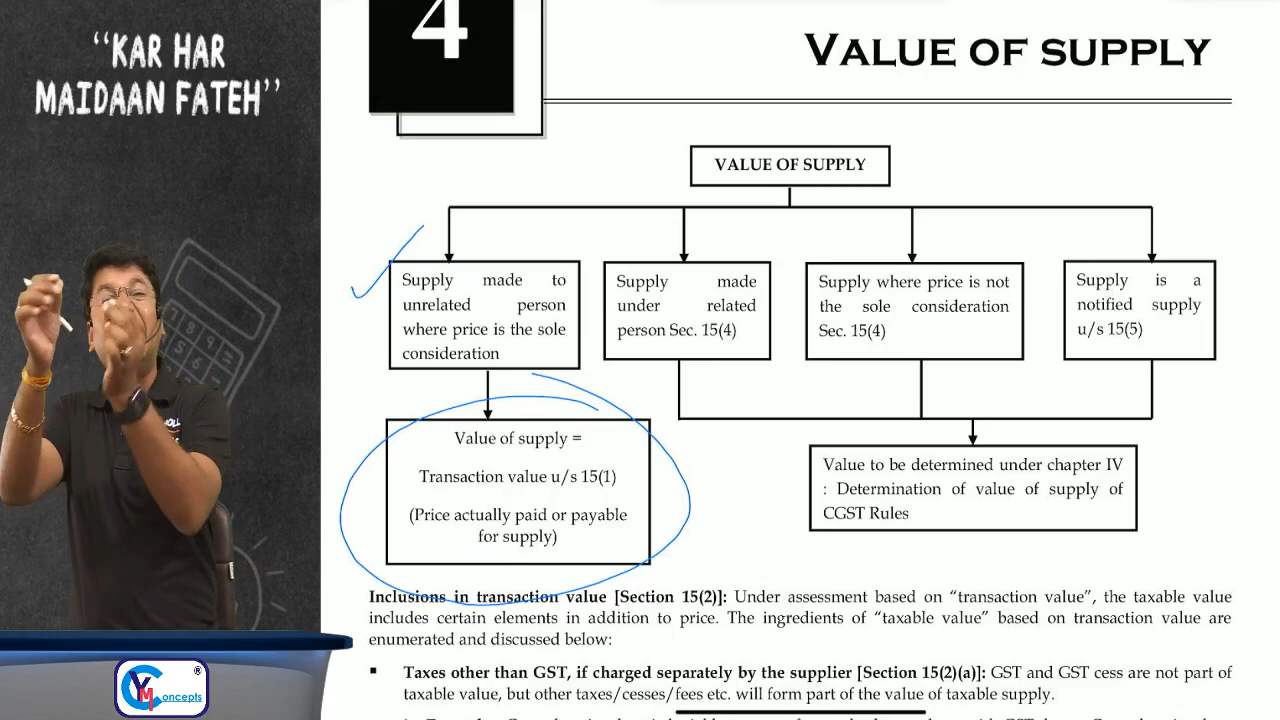 “KAR HAR
MAIDAAN FATEH”
4
VALUE OF SUPPLY
VALUE OF SUPPLY
Supply made to
unrelated person
where price is the sole
consideration
Supply made
under related
person Sec. 15(4)
Supply where price is not
the sole consideration
Sec. 15(4)
Supply is a
notified supply
u/s 15(5)
Value of supply =
Transaction value u/s 15(1)
(Price actually paid or payable
for supply)
Value to be determined under chapter IV
: Determination of value of supply of
CGST Rules
Inclusions in transaction value [Section 15(2)]: Under assessment based on “transaction value”, the taxable value
includes certain elements in addition to price. The ingredients of “taxable value” based on transaction value are
enumerated and discussed below:
▪ Taxes other than GST, if charged separately by the supplier [Section 15(2)(a)]: GST and GST cess are not part of
taxable value, but other taxes/cesses/fees etc. will form part of the value of taxable supply.
YM Concepts ®